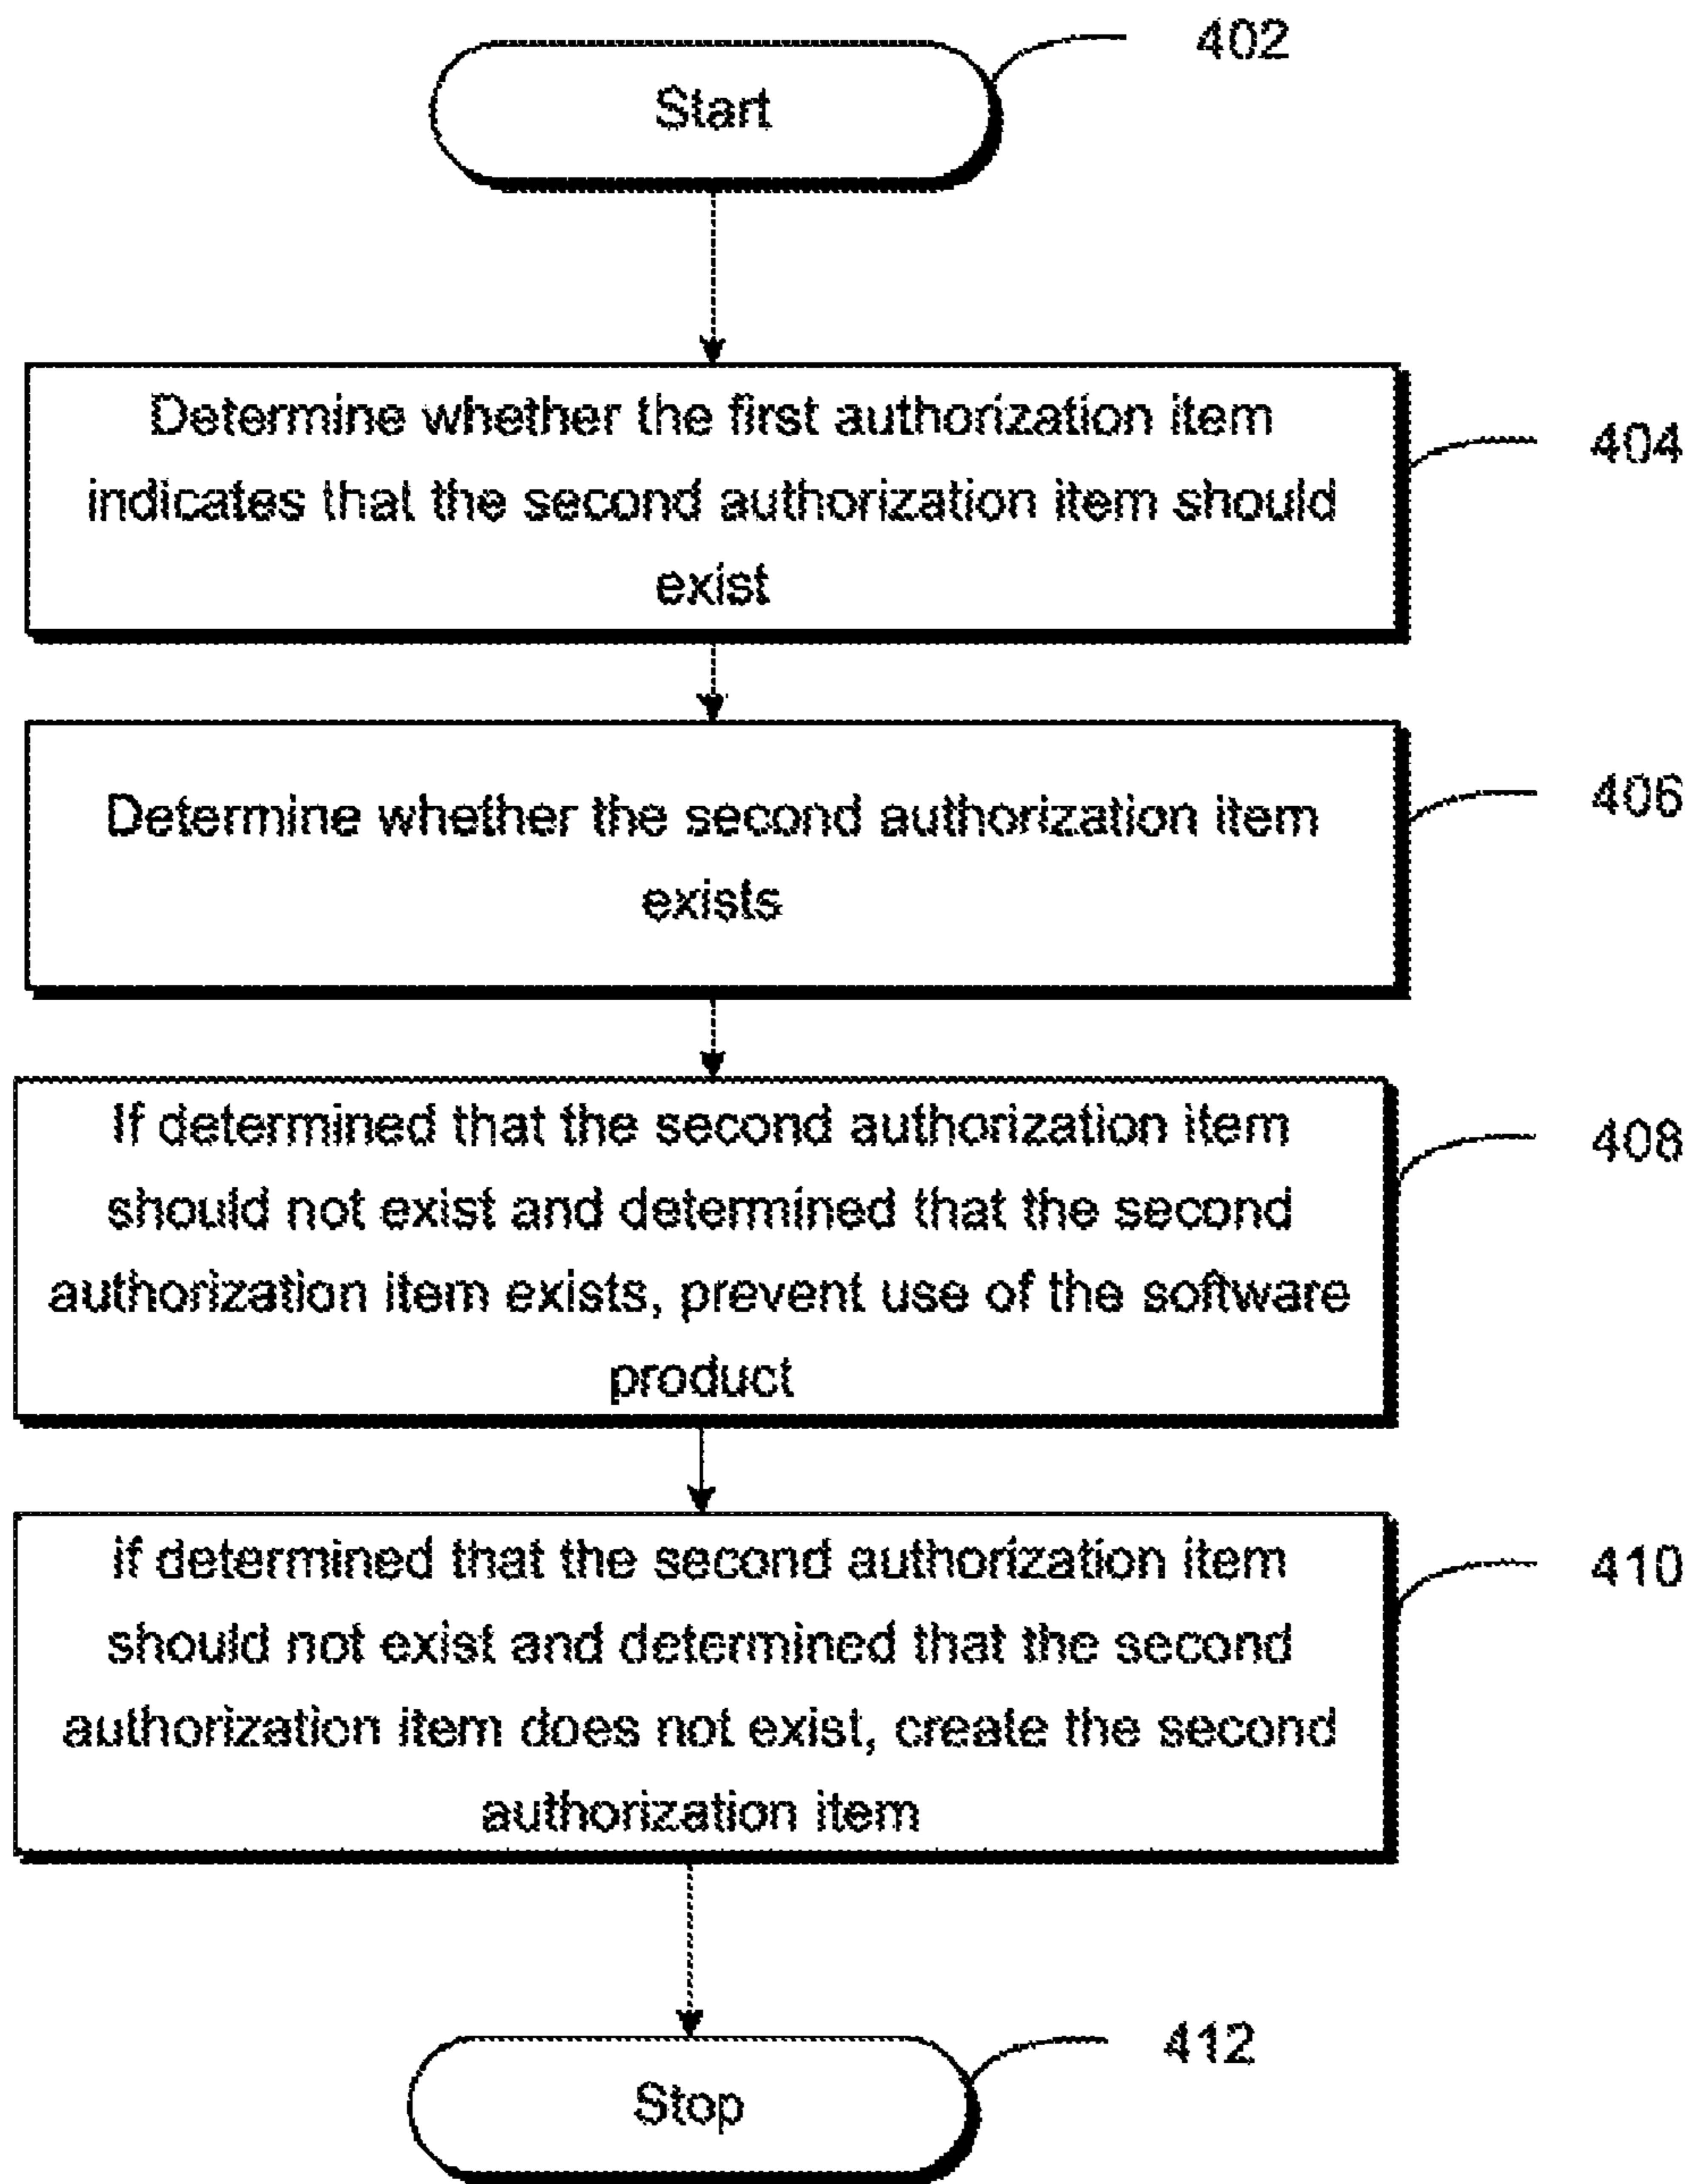 402
Start
Determine whether the first authorization item
indicates that the second authorization item should
exist
404
Determine whether the second authorization item
exists
406
If determined that the second authorization item
should not exist and determined that the second
authorization item exists, prevent use of the software
product
408
if determined that the second authorization item
should not exist and determined that the second
authorization item does not exist, create the second
authorization item
410
412
Stop